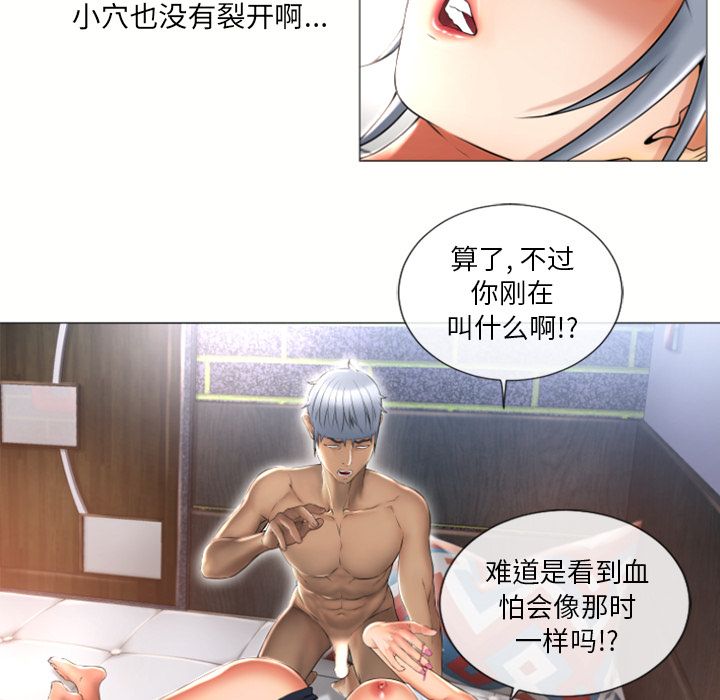 小穴也没有裂开啊...
算了, 不过
你刚在
叫什么啊!?
难道是看到血
怕会像那时
一样吗!?